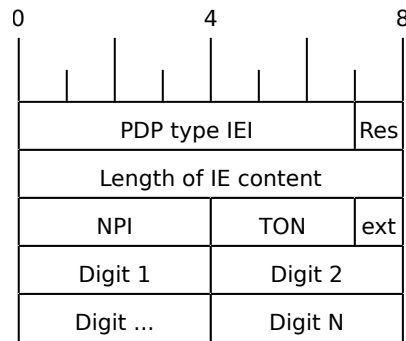 0 4 8
PDP type IEI Res
Length of IE content
NPI TON ext
Digit 1 Digit 2
Digit ... Digit N